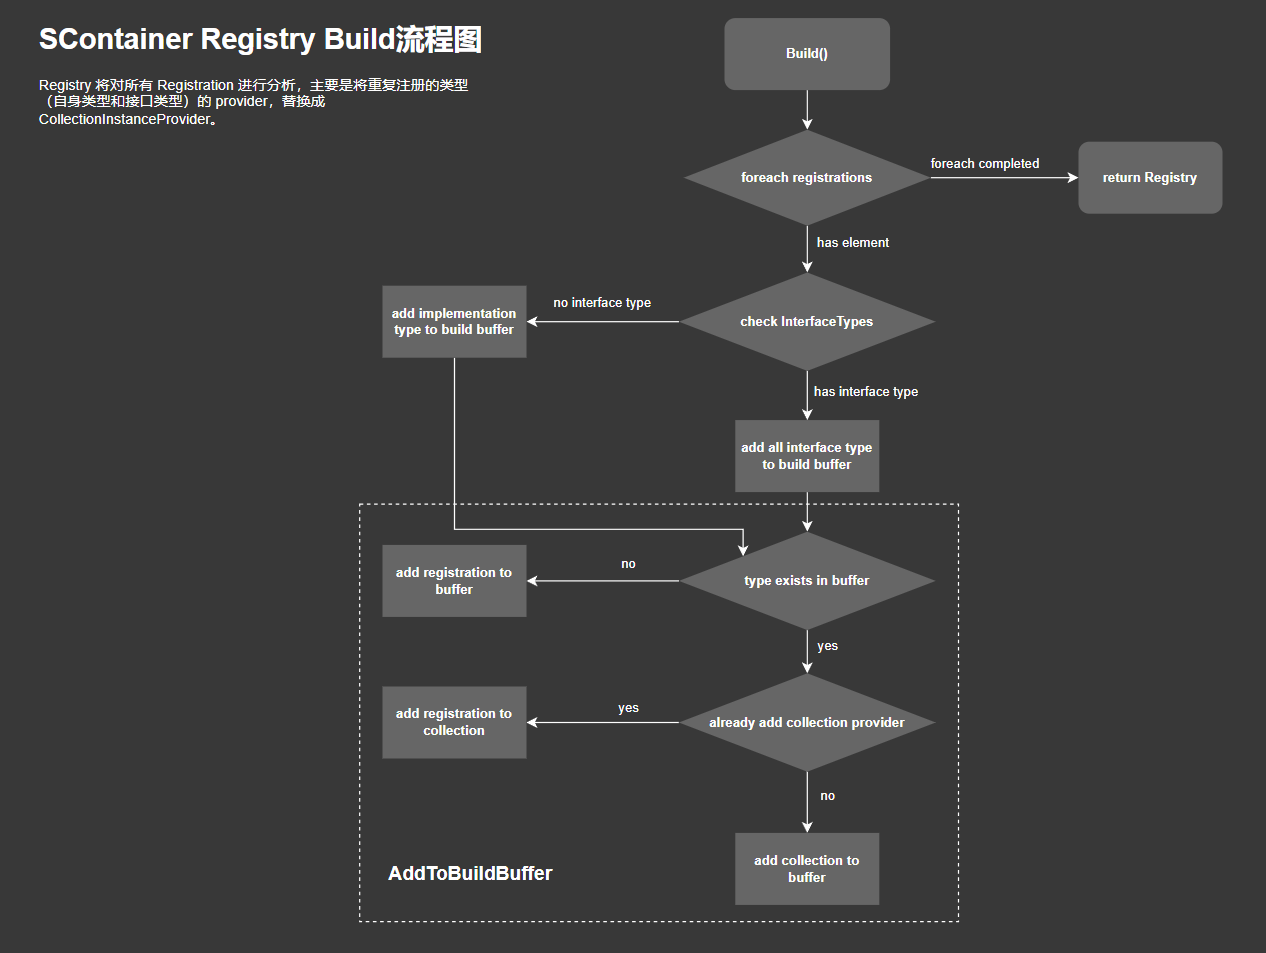 SContainer Registry Build流程图
Registry 将对所有 Registration 进行分析，主要是将重复注册的类型
（自身类型和接口类型）的 provider，替换成
CollectionInstanceProvider。
Build()
foreach registrations
foreach completed
return Registry
has element
check InterfaceTypes
no interface type
add implementation
type to build buffer
has interface type
add all interface type
to build buffer
type exists in buffer
no
add registration to
buffer
yes
already add collection provider
yes
add registration to
collection
no
add collection to
buffer
AddToBuildBuffer